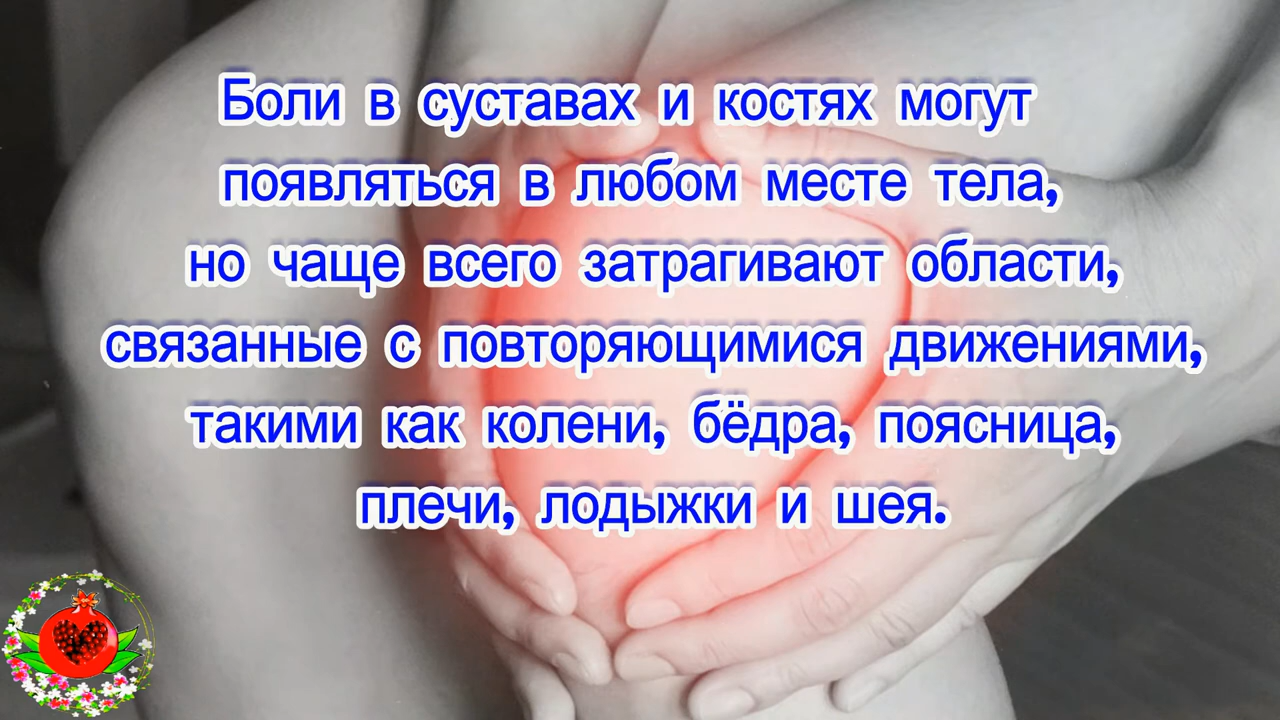 Боли в суставах и костях могут
появляться в любом месте тела,
но чаще всего затрагивают области,
связанные с повторяющимися движениями,
такими как колени, бёдра, поясница,
плечи, лодыжки и шея.